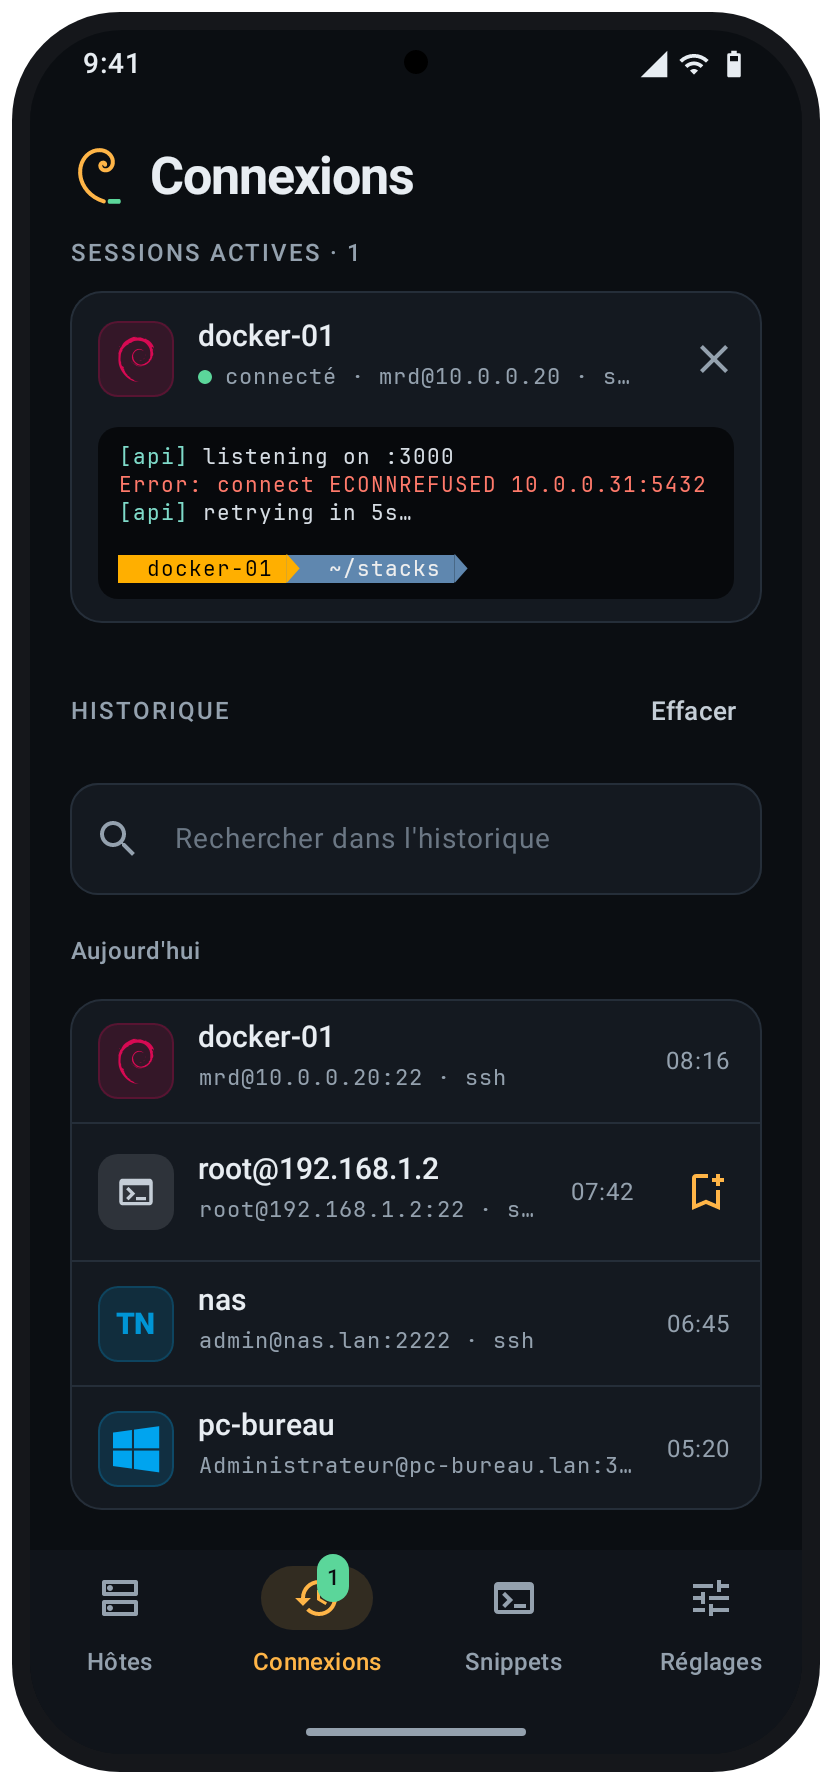 9:41
Connexions
SESSIONS ACTIVES · 1
docker-01
connecté · mrd@10.0.0.20 · s…
[api] listening on :3000
Error: connect ECONNREFUSED 10.0.0.31:5432
[api] retrying in 5s…
docker-01 ~/stacks
HISTORIQUE Effacer
Rechercher dans l'historique
Aujourd'hui
docker-01
mrd@10.0.0.20:22 · ssh
08:16
root@192.168.1.2
root@192.168.1.2:22 · s…
07:42
TN
nas
admin@nas.lan:2222 · ssh
06:45
pc-bureau
Administrateur@pc-bureau.lan:3…
05:20
1
Hôtes Connexions Snippets Réglages